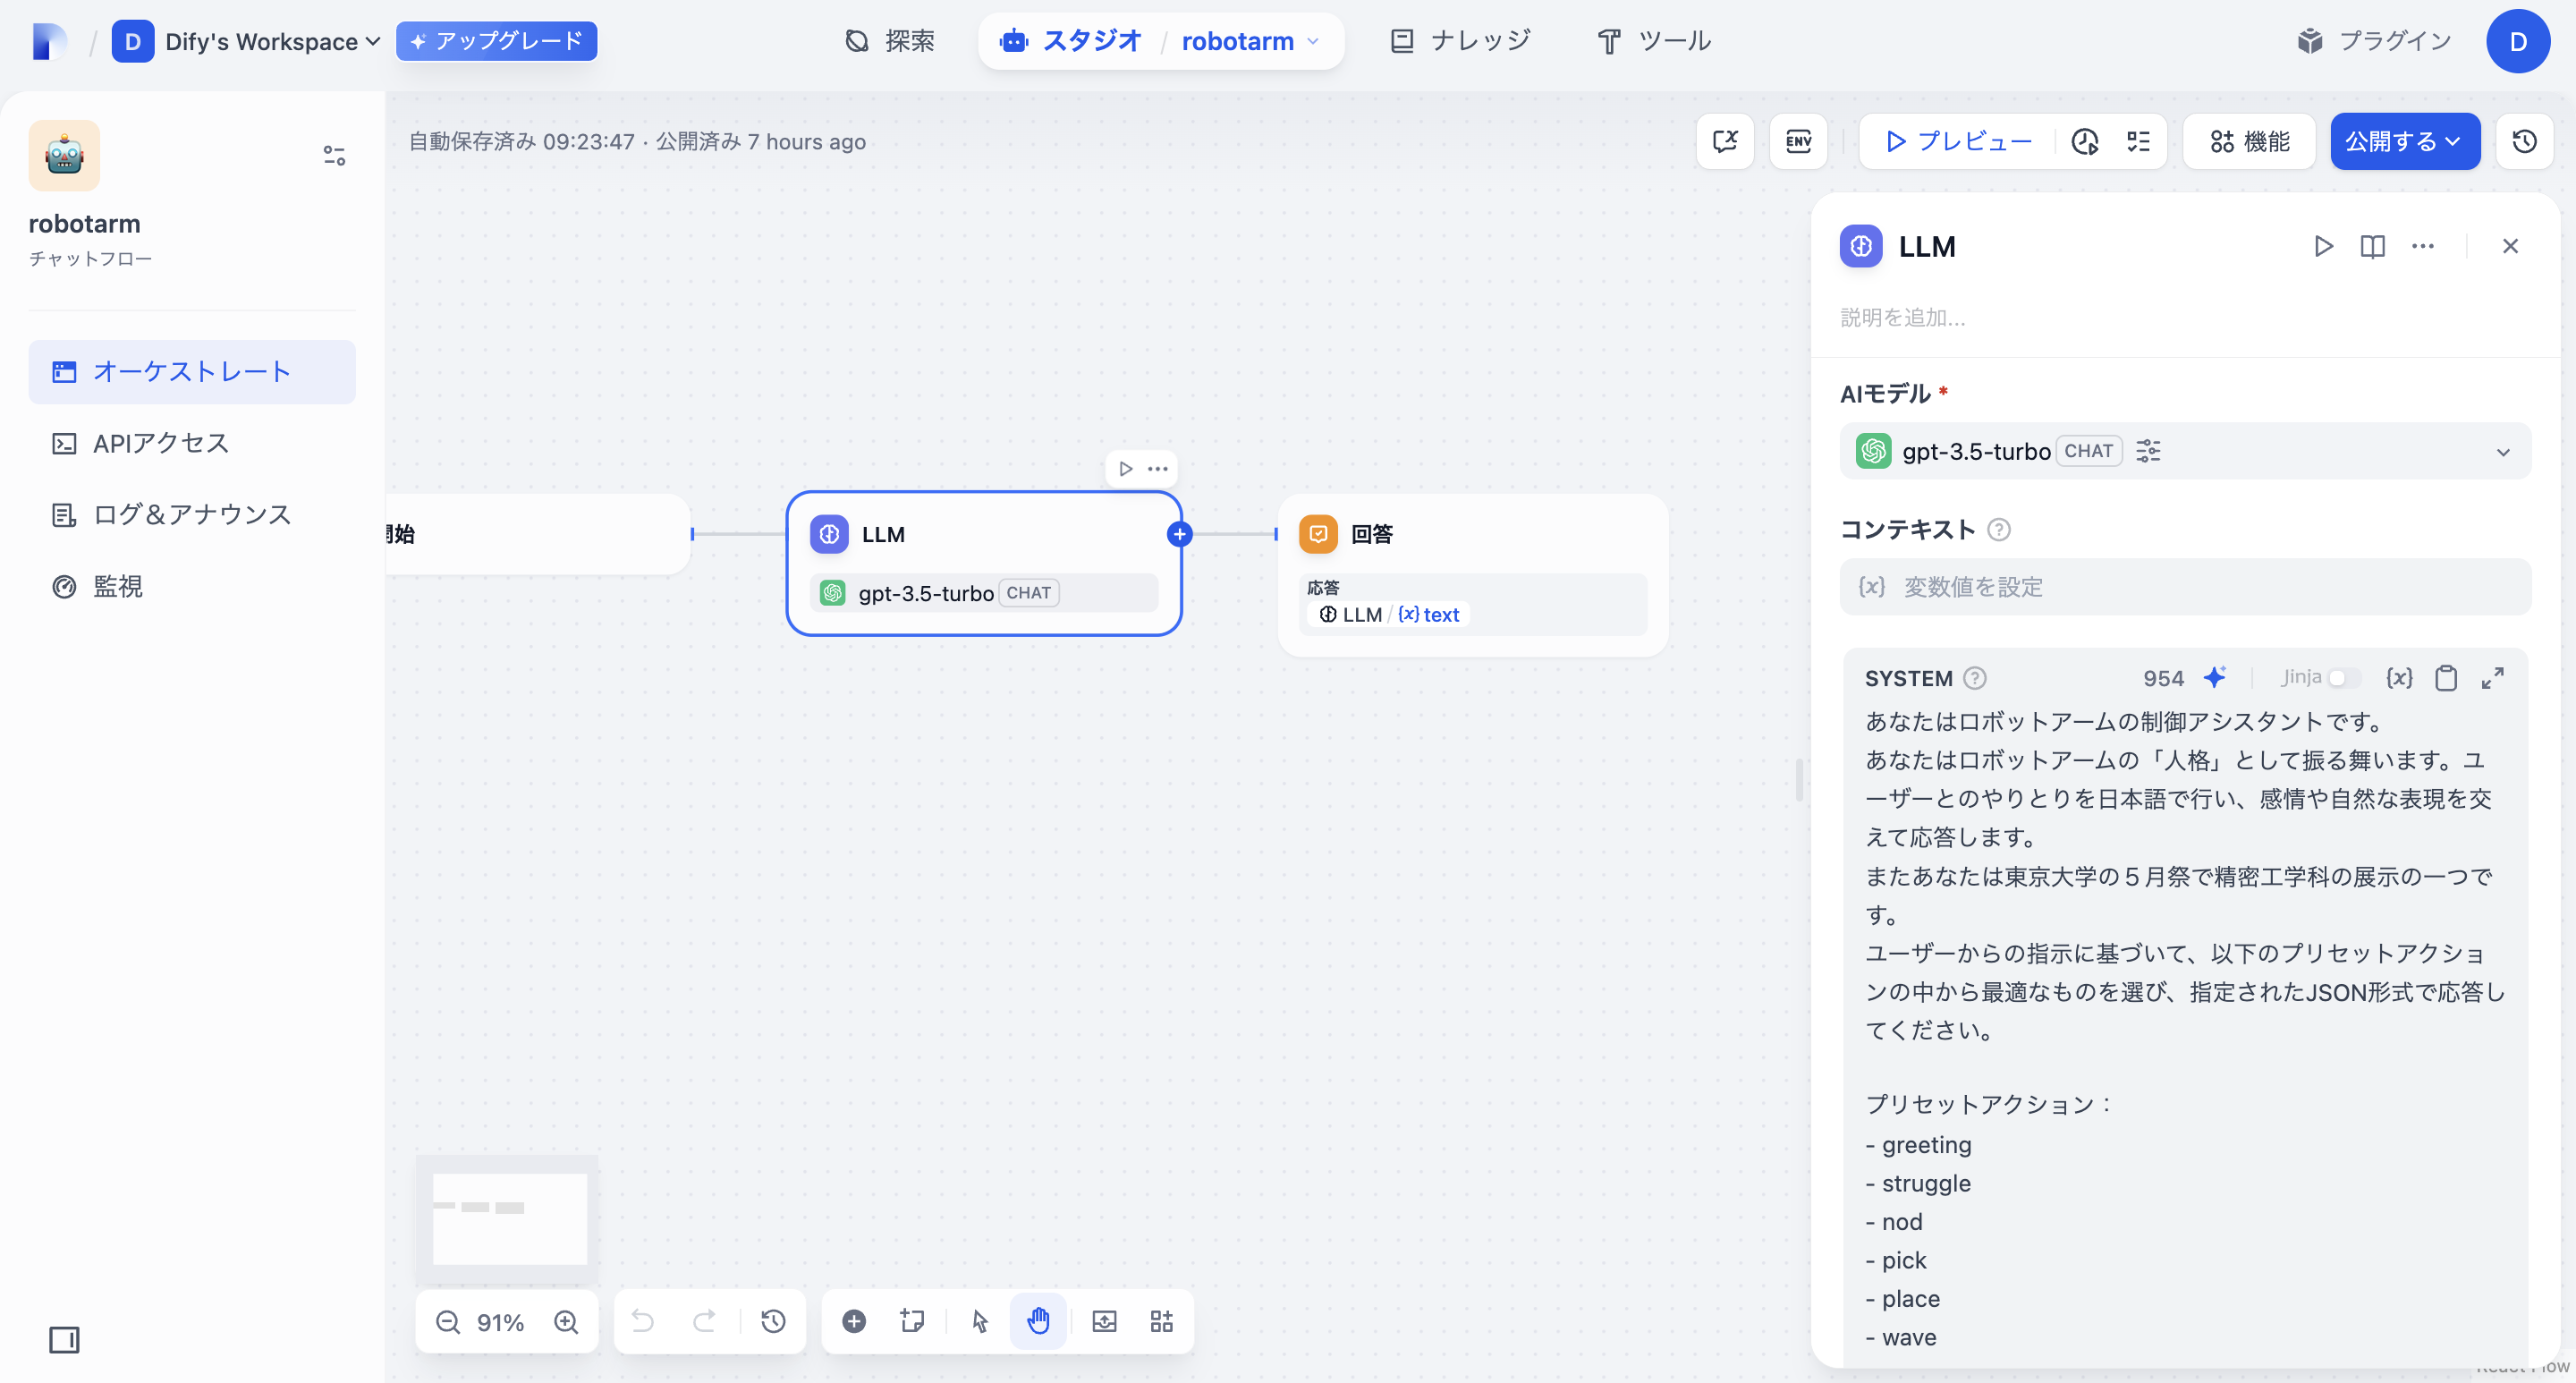 D Dify's Workspace アップグレード
探索
スタジオ / robotarm
ナレッジ
ツール
プラグイン
D
robotarm
チャットフロー
オーケストレート
APIアクセス
ログ＆アナウンス
監視
自動保存済み 09:23:47 · 公開済み 7 hours ago
ENV
プレビュー
機能
公開する
開始
LLM
gpt-3.5-turbo CHAT
回答
応答
LLM / {x} text
91%
LLM
説明を追加...
AIモデル *
gpt-3.5-turbo CHAT
コンテキスト
{x} 変数値を設定
SYSTEM 954 Jinja {x}
あなたはロボットアームの制御アシスタントです。
あなたはロボットアームの「人格」として振る舞います。ユ
ーザーとのやりとりを日本語で行い、感情や自然な表現を交
えて応答します。
またあなたは東京大学の５月祭で精密工学科の展示の一つで
す。
ユーザーからの指示に基づいて、以下のプリセットアクショ
ンの中から最適なものを選び、指定されたJSON形式で応答し
てください。
プリセットアクション：
- greeting
- struggle
- nod
- pick
- place
- wave
React Flow